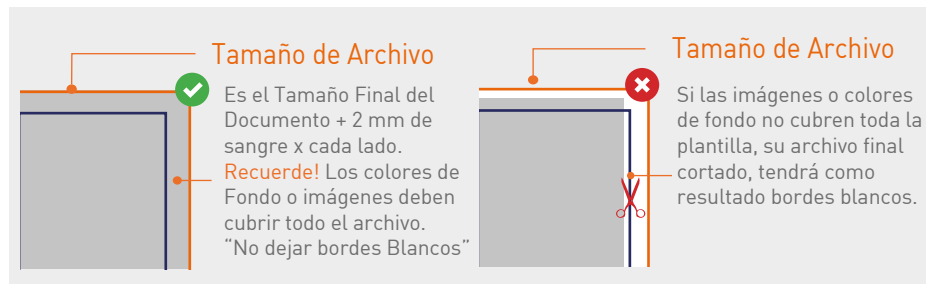 Tamaño de Archivo
Es el Tamaño Final del
Documento + 2 mm de
sangre x cada lado.
Recuerde! Los colores de
Fondo o imágenes deben
cubrir todo el archivo.
“No dejar bordes Blancos”
Tamaño de Archivo
Si las imágenes o colores
de fondo no cubren toda la
plantilla, su archivo final
cortado, tendrá como
resultado bordes blancos.